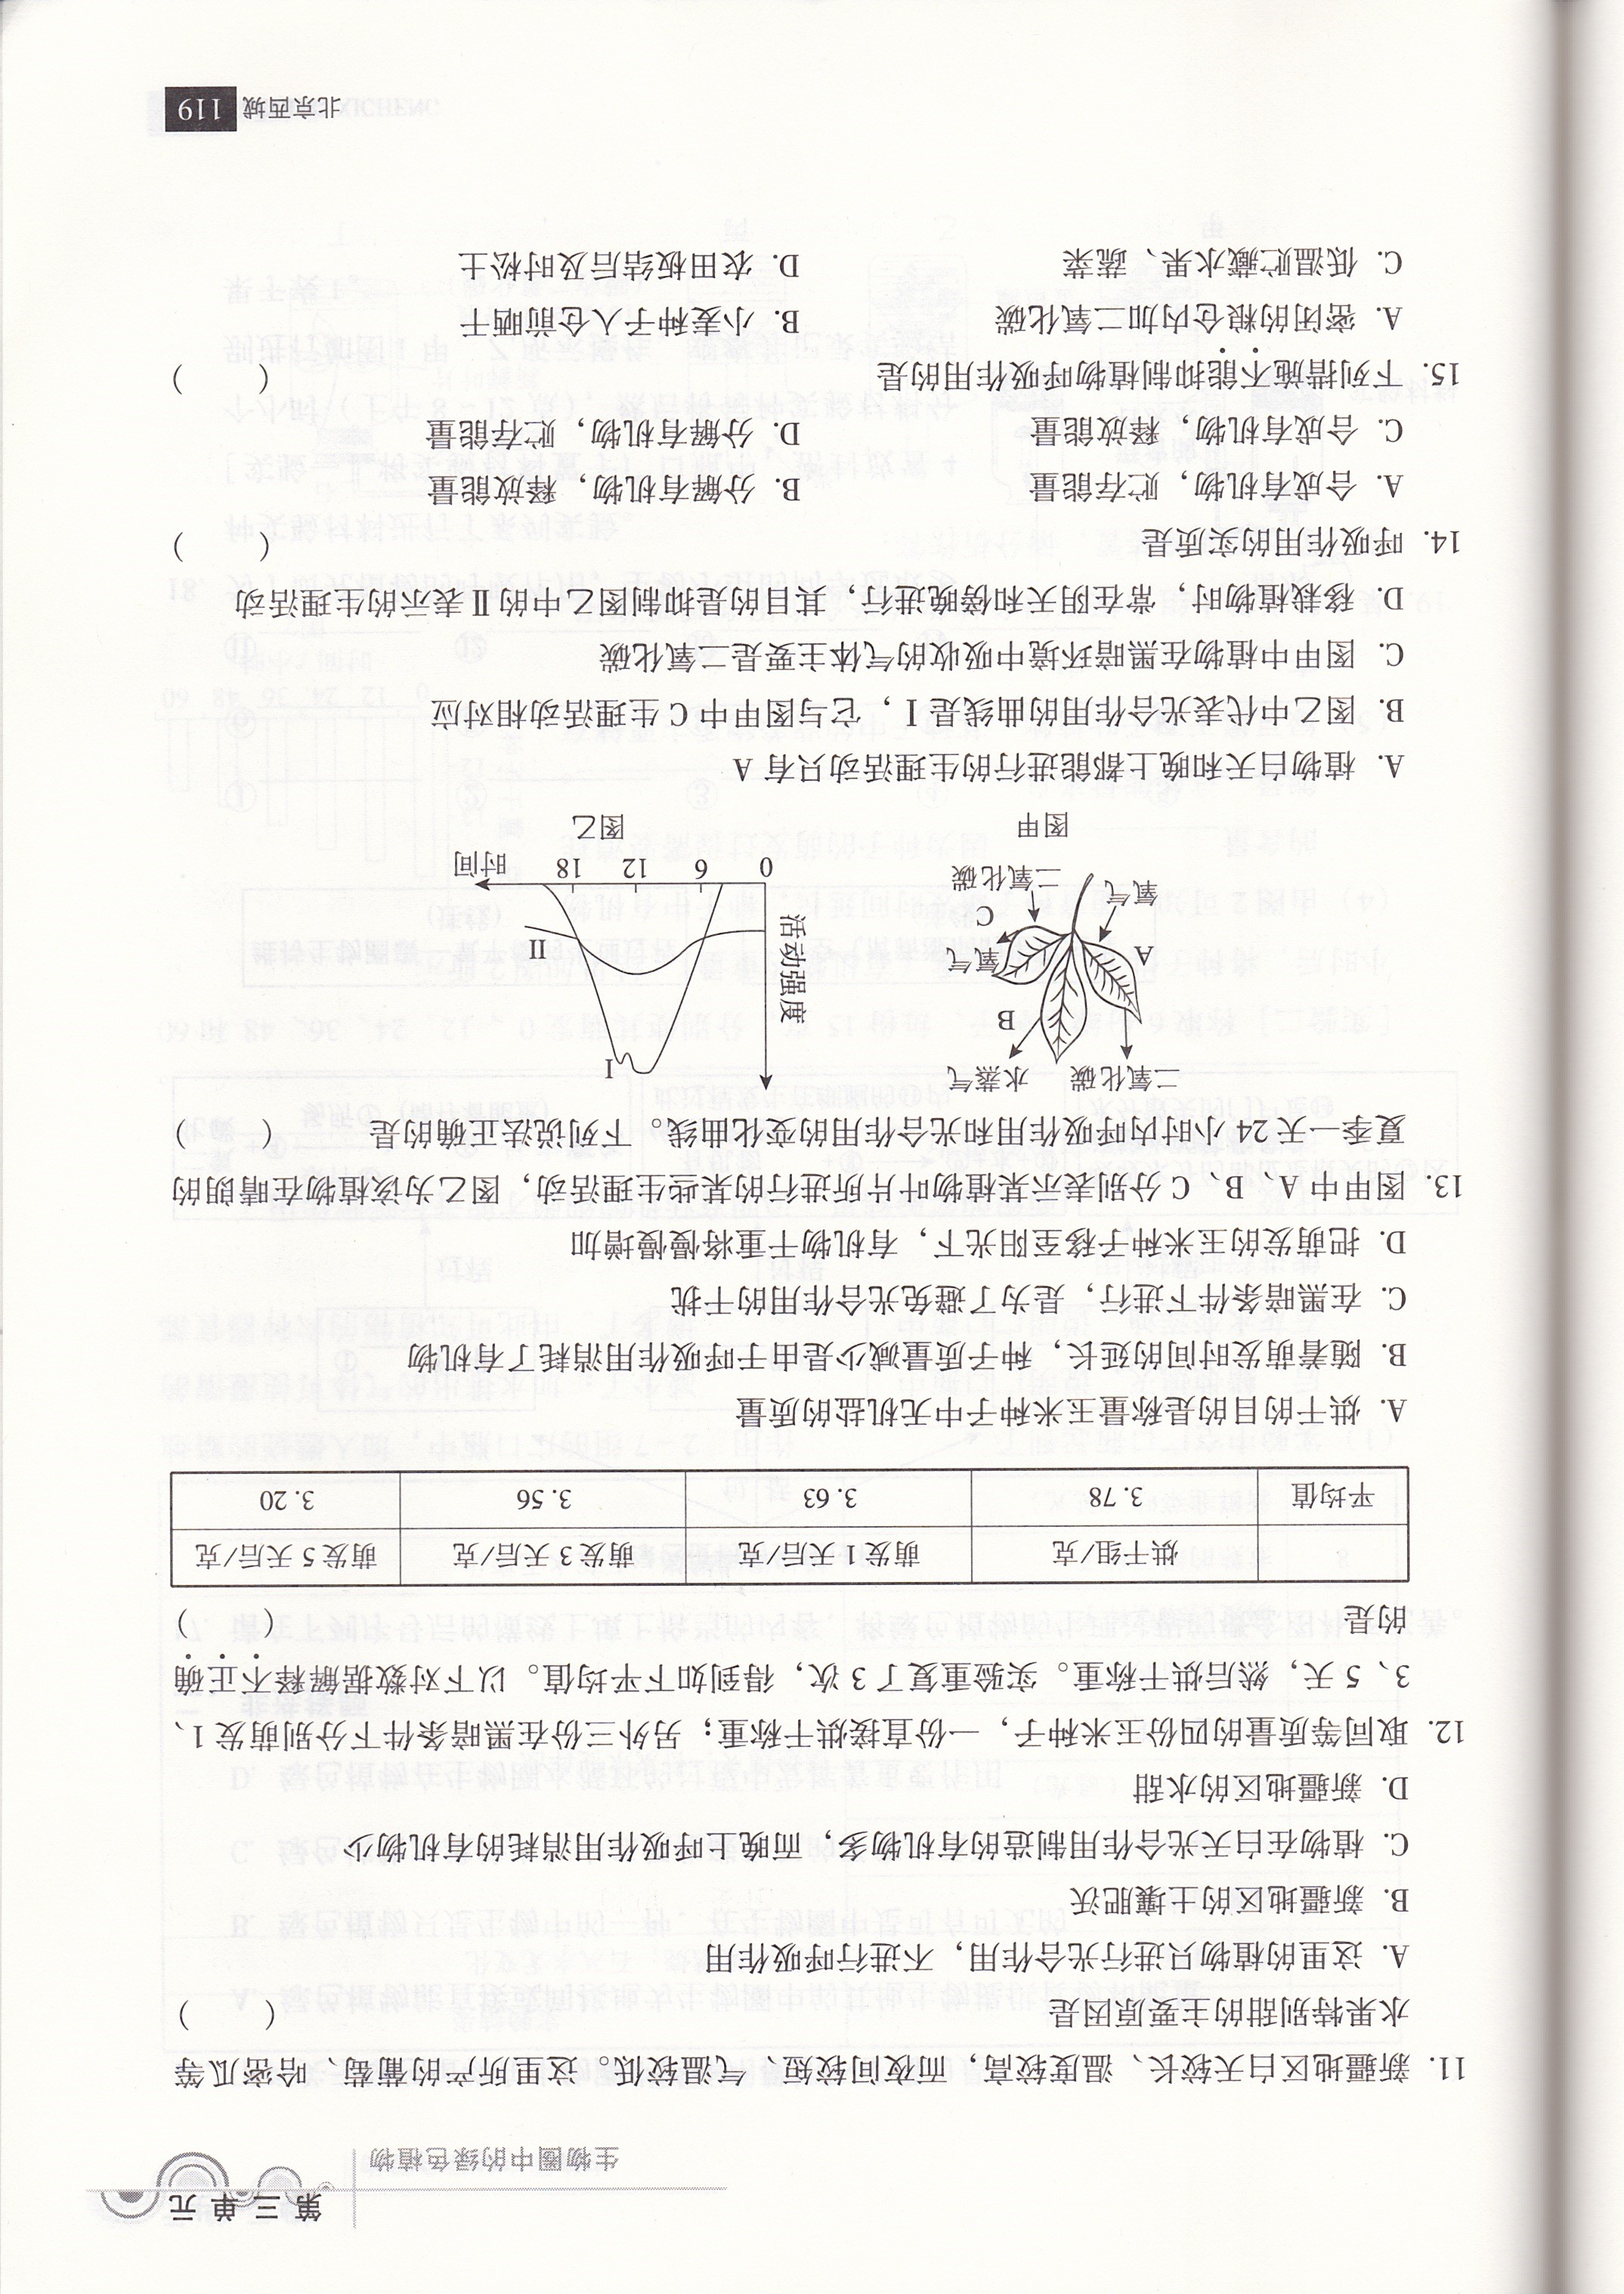 第三单元
生物圈中的绿色植物
11. 新疆地区白天较长、温度较高，而夜间较短、气温较低。这里所产的葡萄、哈密瓜等
水果特别甜的主要原因是（　　）
A. 这里的植物只进行光合作用，不进行呼吸作用
B. 新疆地区的土壤肥沃
C. 植物在白天光合作用制造的有机物多，而晚上呼吸作用消耗的有机物少
D. 新疆地区的水甜
12. 取同等质量的四份玉米种子，一份直接烘干称重；另外三份在黑暗条件下分别萌发 1、
3、5 天，然后烘干称重。实验重复了 3 次，得到如下平均值。以下对数据解释不正确
的是（　　）
烘干组/克 萌发 1 天后/克 萌发 3 天后/克 萌发 5 天后/克
平均值 3.78 3.63 3.56 3.20
A. 烘干的目的是称量玉米种子中无机盐的质量
B. 随着萌发时间的延长，种子质量减少是由于呼吸作用消耗了有机物
C. 在黑暗条件下进行，是为了避免光合作用的干扰
D. 把萌发的玉米种子移至阳光下，有机物干重将慢慢增加
13. 图甲中 A、B、C 分别表示某植物叶片所进行的某些生理活动，图乙为该植物在晴朗的
夏季一天 24 小时内呼吸作用和光合作用的变化曲线。下列说法正确的是（　　）
二氧化碳 水蒸气
B
A
氧气
C
氧气
二氧化碳
图甲
活动强度
I
II
0 6 12 18 时间
图乙
A. 植物白天和晚上都能进行的生理活动只有 A
B. 图乙中代表光合作用的曲线是 I，它与图甲中 C 生理活动相对应
C. 图甲中植物在黑暗环境中吸收的气体主要是二氧化碳
D. 移栽植物时，常在阴天和傍晚进行，其目的是抑制图乙中的 II 表示的生理活动
14. 呼吸作用的实质是（　　）
A. 合成有机物，贮存能量 B. 分解有机物，释放能量
C. 合成有机物，释放能量 D. 分解有机物，贮存能量
15. 下列措施不能抑制植物呼吸作用的是（　　）
A. 密闭的粮仓内加二氧化碳 B. 小麦种子入仓前晒干
C. 低温贮藏水果、蔬菜 D. 农田板结后及时松土
北京西城 119